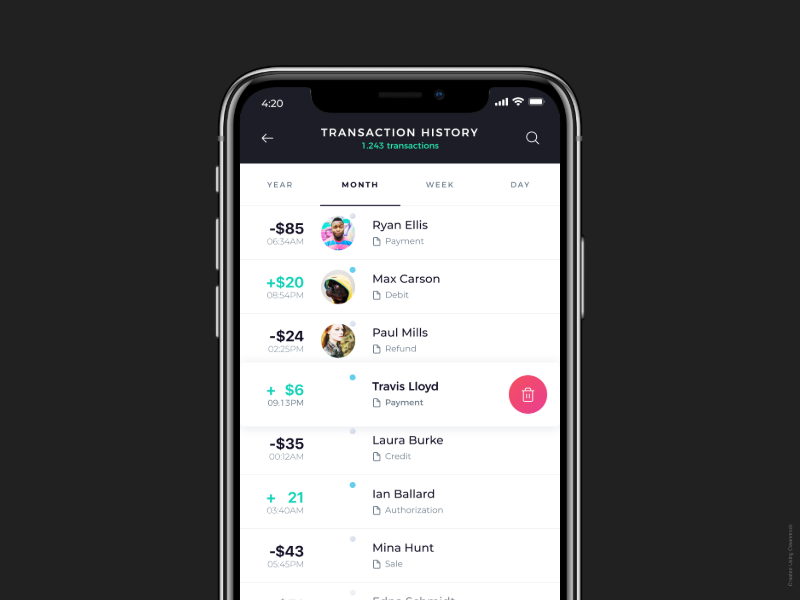 4:20
TRANSACTION HISTORY
1.243 transactions
YEAR MONTH WEEK DAY
-$85 Ryan Ellis
06:34AM Payment
+$20 Max Carson
08:54PM Debit
-$24 Paul Mills
02:25PM Refund
+ $6 Travis Lloyd
09.13PM Payment
-$35 Laura Burke
00:12AM Credit
+ 21 Ian Ballard
03:40AM Authorization
-$43 Mina Hunt
05:45PM Sale